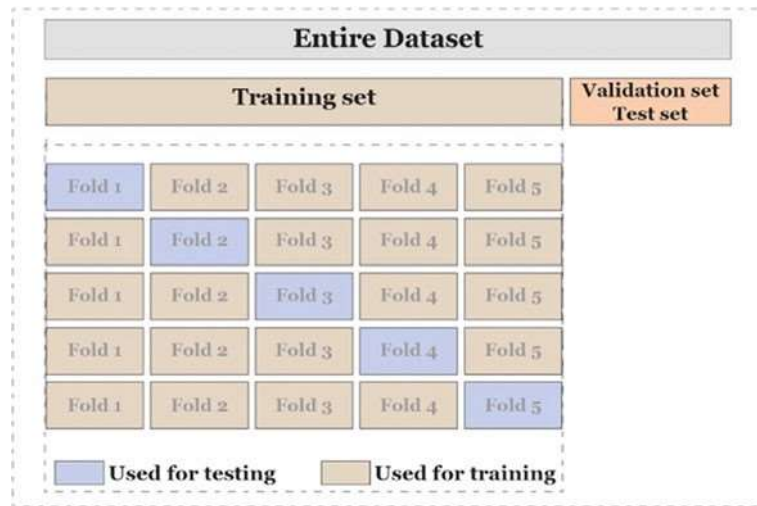 Entire Dataset
Training set
Validation set
Test set
Fold 1 Fold 2 Fold 3 Fold 4 Fold 5
Fold 1 Fold 2 Fold 3 Fold 4 Fold 5
Fold 1 Fold 2 Fold 3 Fold 4 Fold 5
Fold 1 Fold 2 Fold 3 Fold 4 Fold 5
Fold 1 Fold 2 Fold 3 Fold 4 Fold 5
Used for testing Used for training